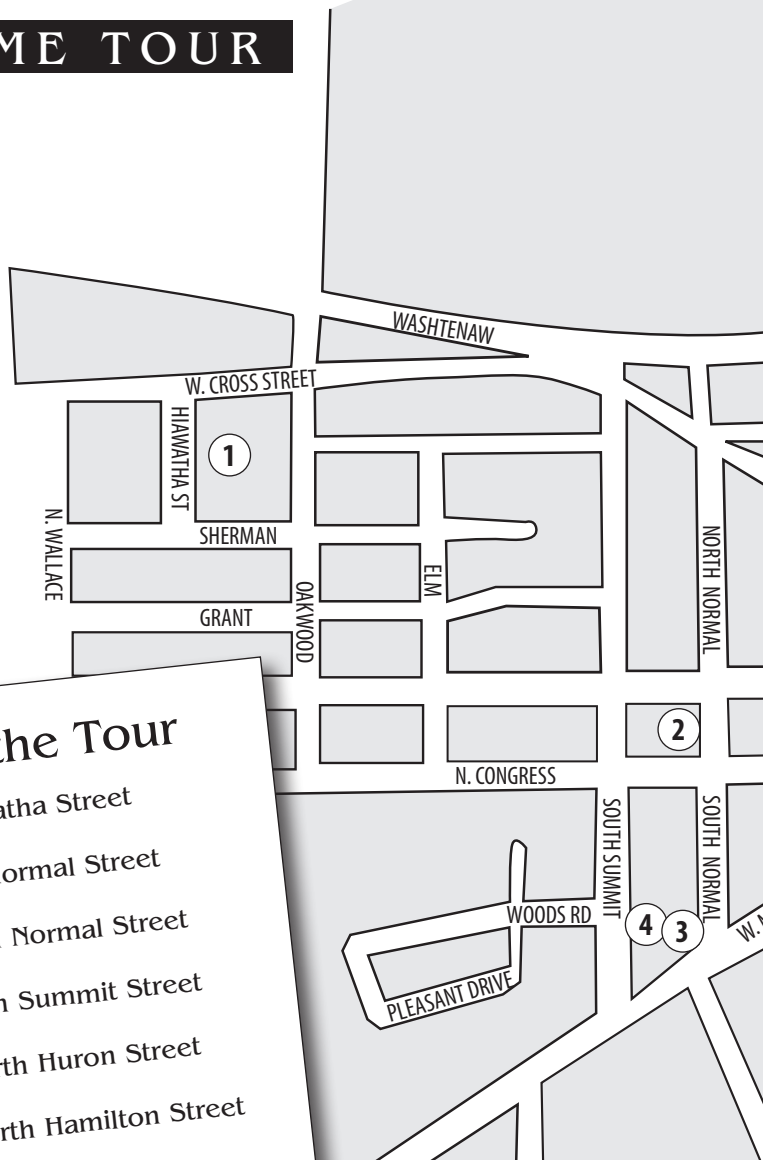 ME TOUR
WASHTENAW
W. CROSS STREET
HIAWATHA ST
1
N. WALLACE
SHERMAN
OAKWOOD
ELM
GRANT
NORTH NORMAL
2
N. CONGRESS
SOUTH SUMMIT
SOUTH NORMAL
WOODS RD
4
3
W.
PLEASANT DRIVE
the Tour
atha Street
ormal Street
Normal Street
Summit Street
rth Huron Street
rth Hamilton Street